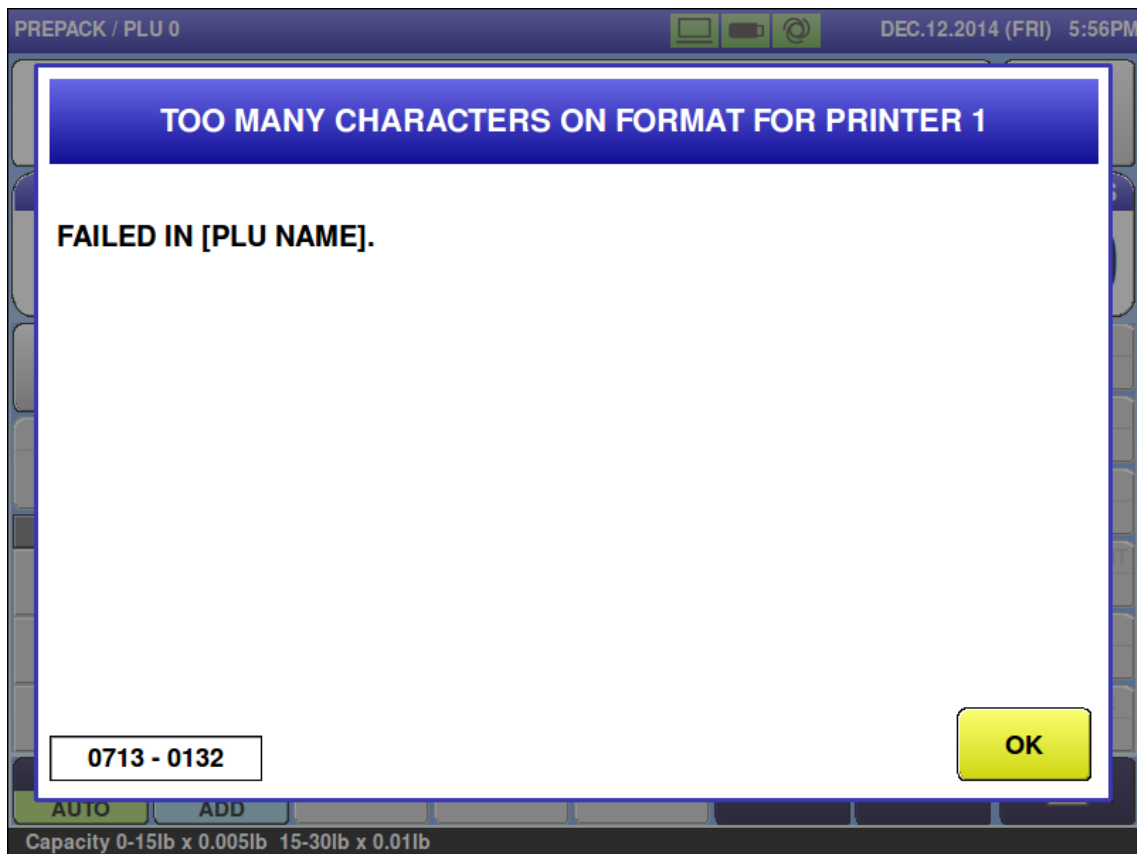 PREPACK / PLU 0 DEC.12.2014 (FRI) 5:56PM
TOO MANY CHARACTERS ON FORMAT FOR PRINTER 1
FAILED IN [PLU NAME].
0713 - 0132
OK
AUTO ADD
Capacity 0-15lb x 0.005lb 15-30lb x 0.01lb